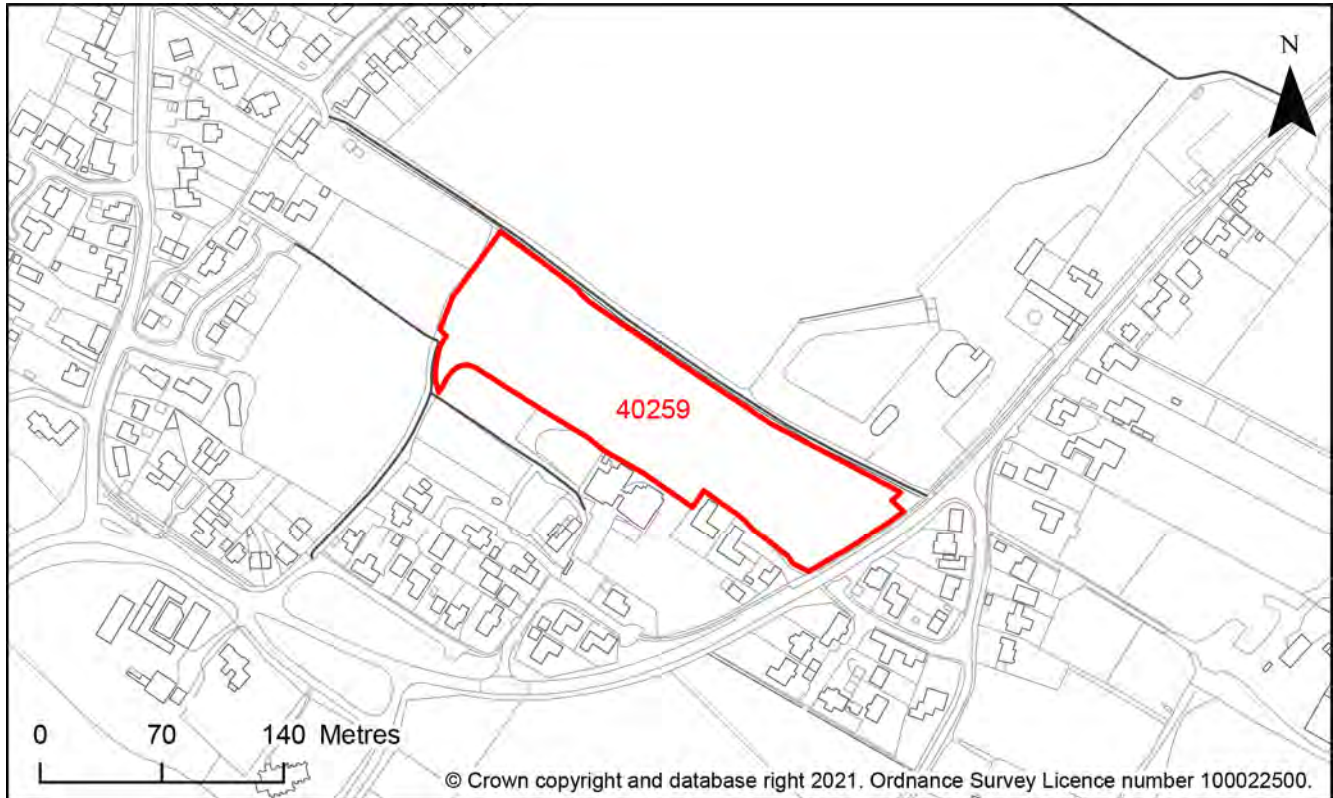 N
40259
0 70 140 Metres
© Crown copyright and database right 2021. Ordnance Survey Licence number 100022500.